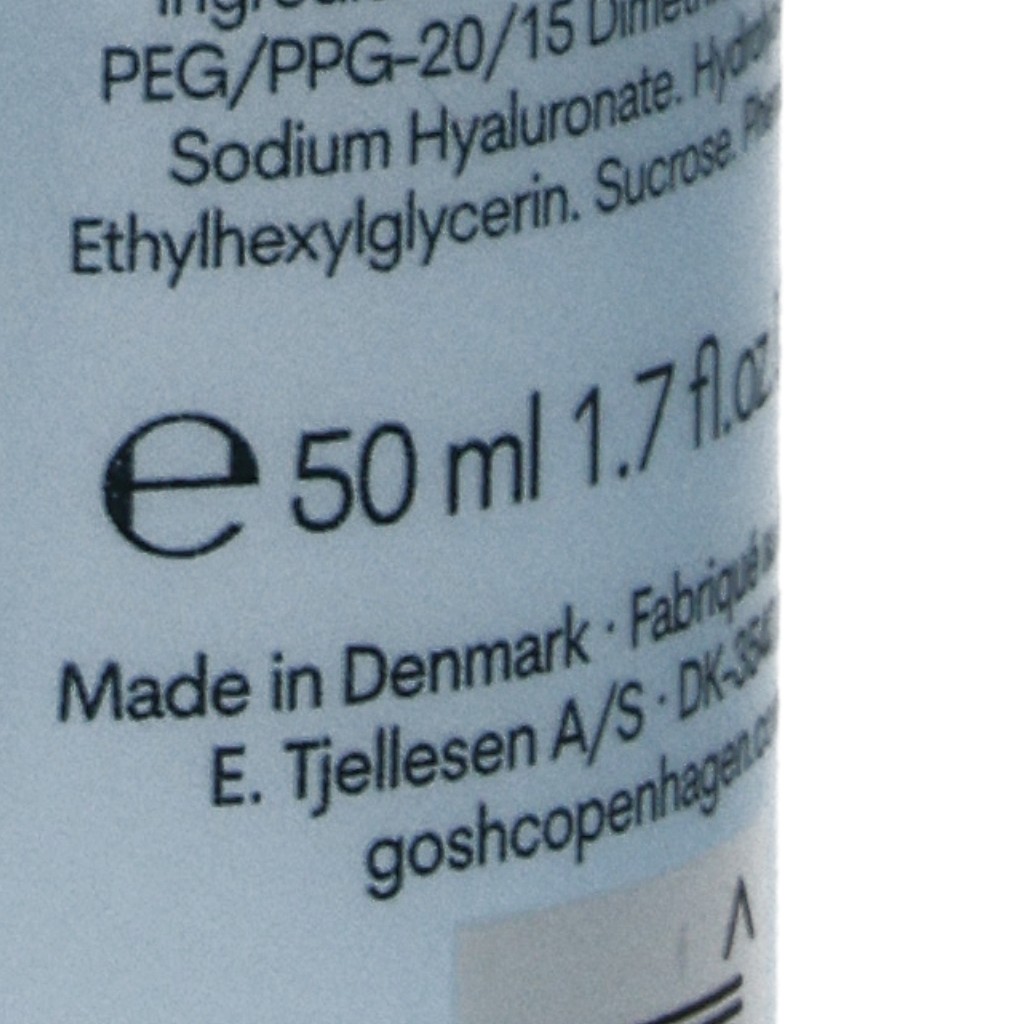 PEG/PPG-20/15
Sodium Hyaluronate.
Ethylhexylglycerin. Sucrose.
e 50 ml 1.7 fl.oz.
Made in Denmark · Fabriqué
E. Tjellesen A/S ·
goshcopenhagen.